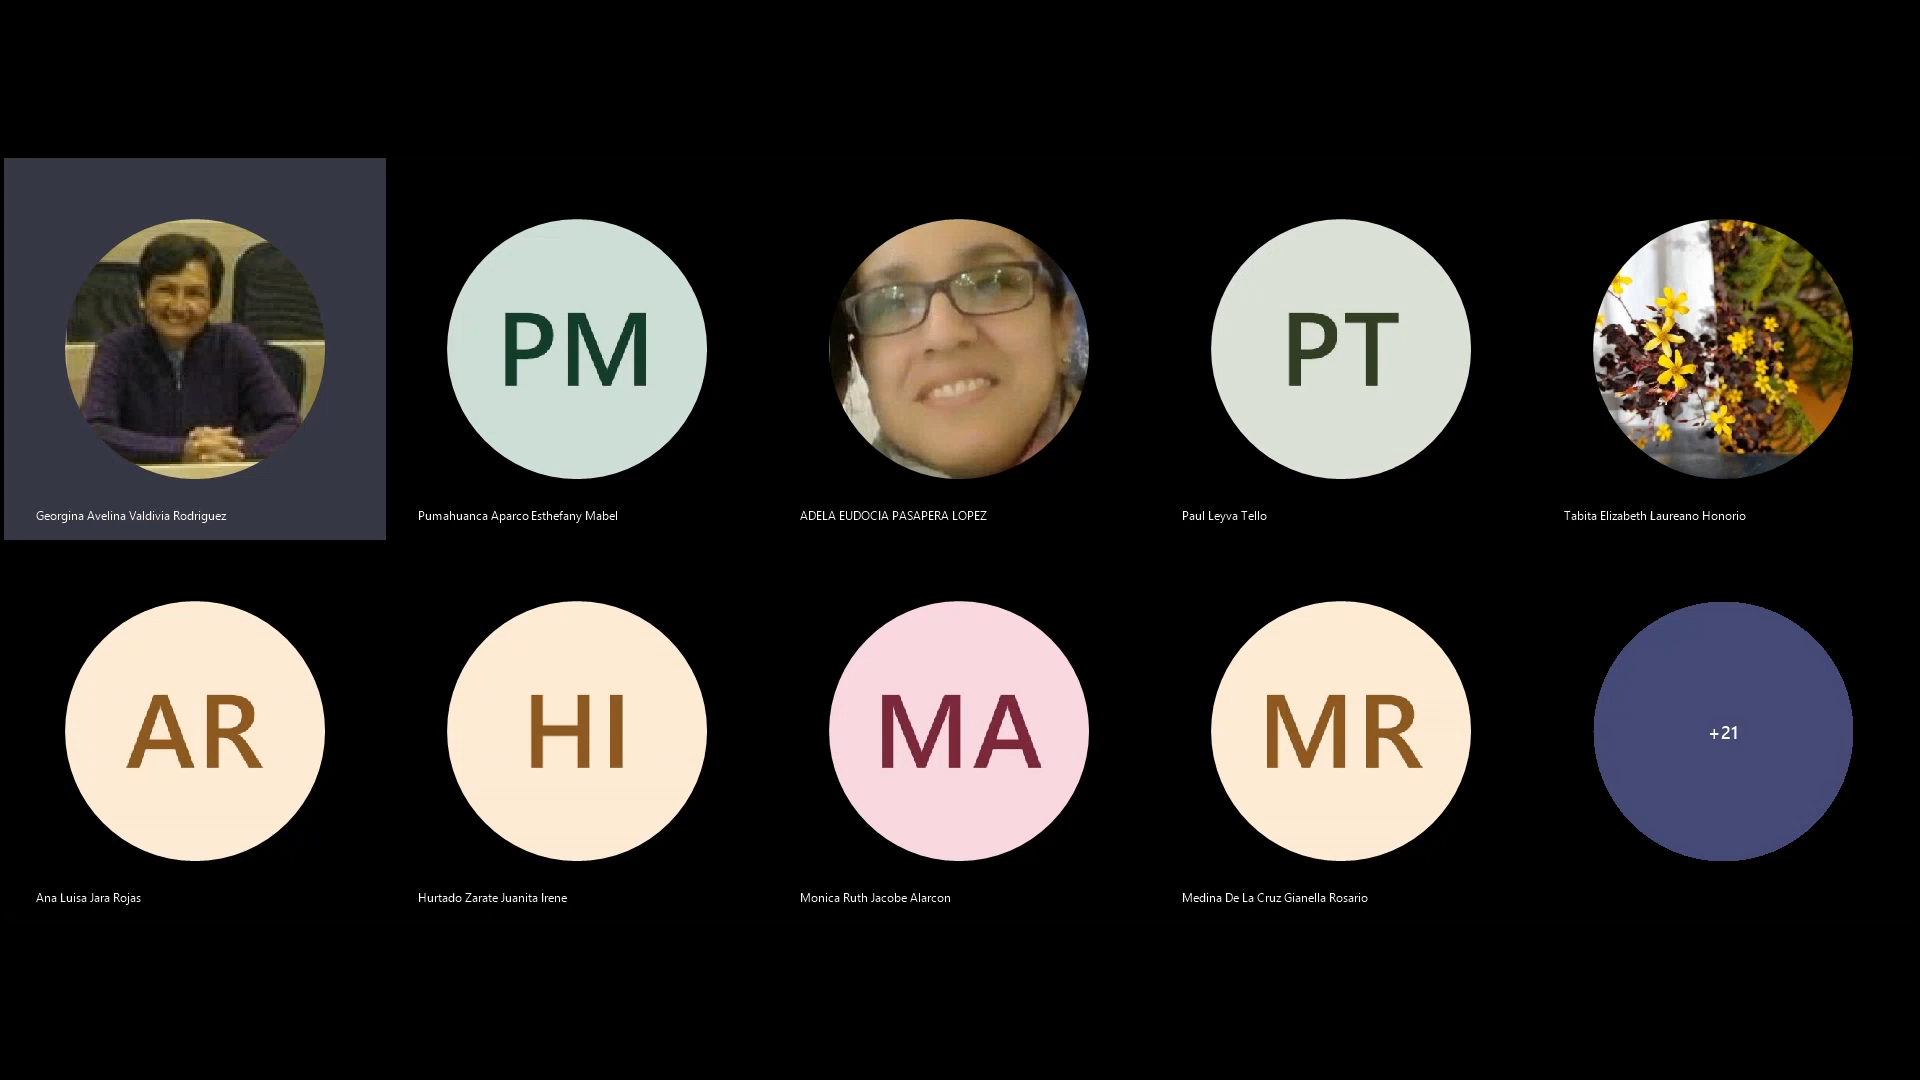 PM
PT
Georgina Avelina Valdivia Rodriguez
Pumahuanca Aparco Esthefany Mabel
ADELA EUDOCIA PASAPERA LOPEZ
Paul Leyva Tello
Tabita Elizabeth Laureano Honorio
AR
HI
MA
MR
+21
Ana Luisa Jara Rojas
Hurtado Zarate Juanita Irene
Monica Ruth Jacobe Alarcon
Medina De La Cruz Gianella Rosario